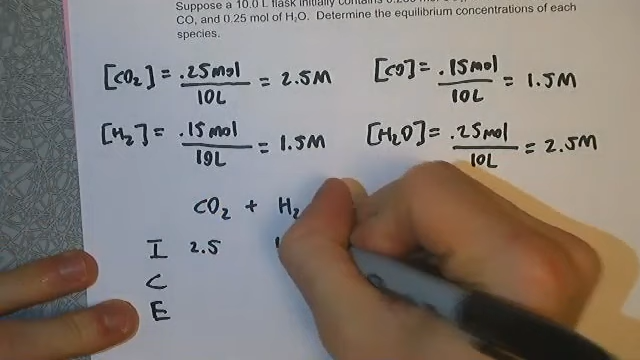 Suppose a 10.0 L flask initially contains
CO, and 0.25 mol of H₂O. Determine the equilibrium concentrations of each
species.
[CO₂] = .25mol / 10L = 2.5M
[CO] = .15mol / 10L = 1.5M
[H₂] = .15mol / 10L = 1.5M
[H₂O] = .25mol / 10L = 2.5M
CO₂ + H₂
I 2.5
C
E